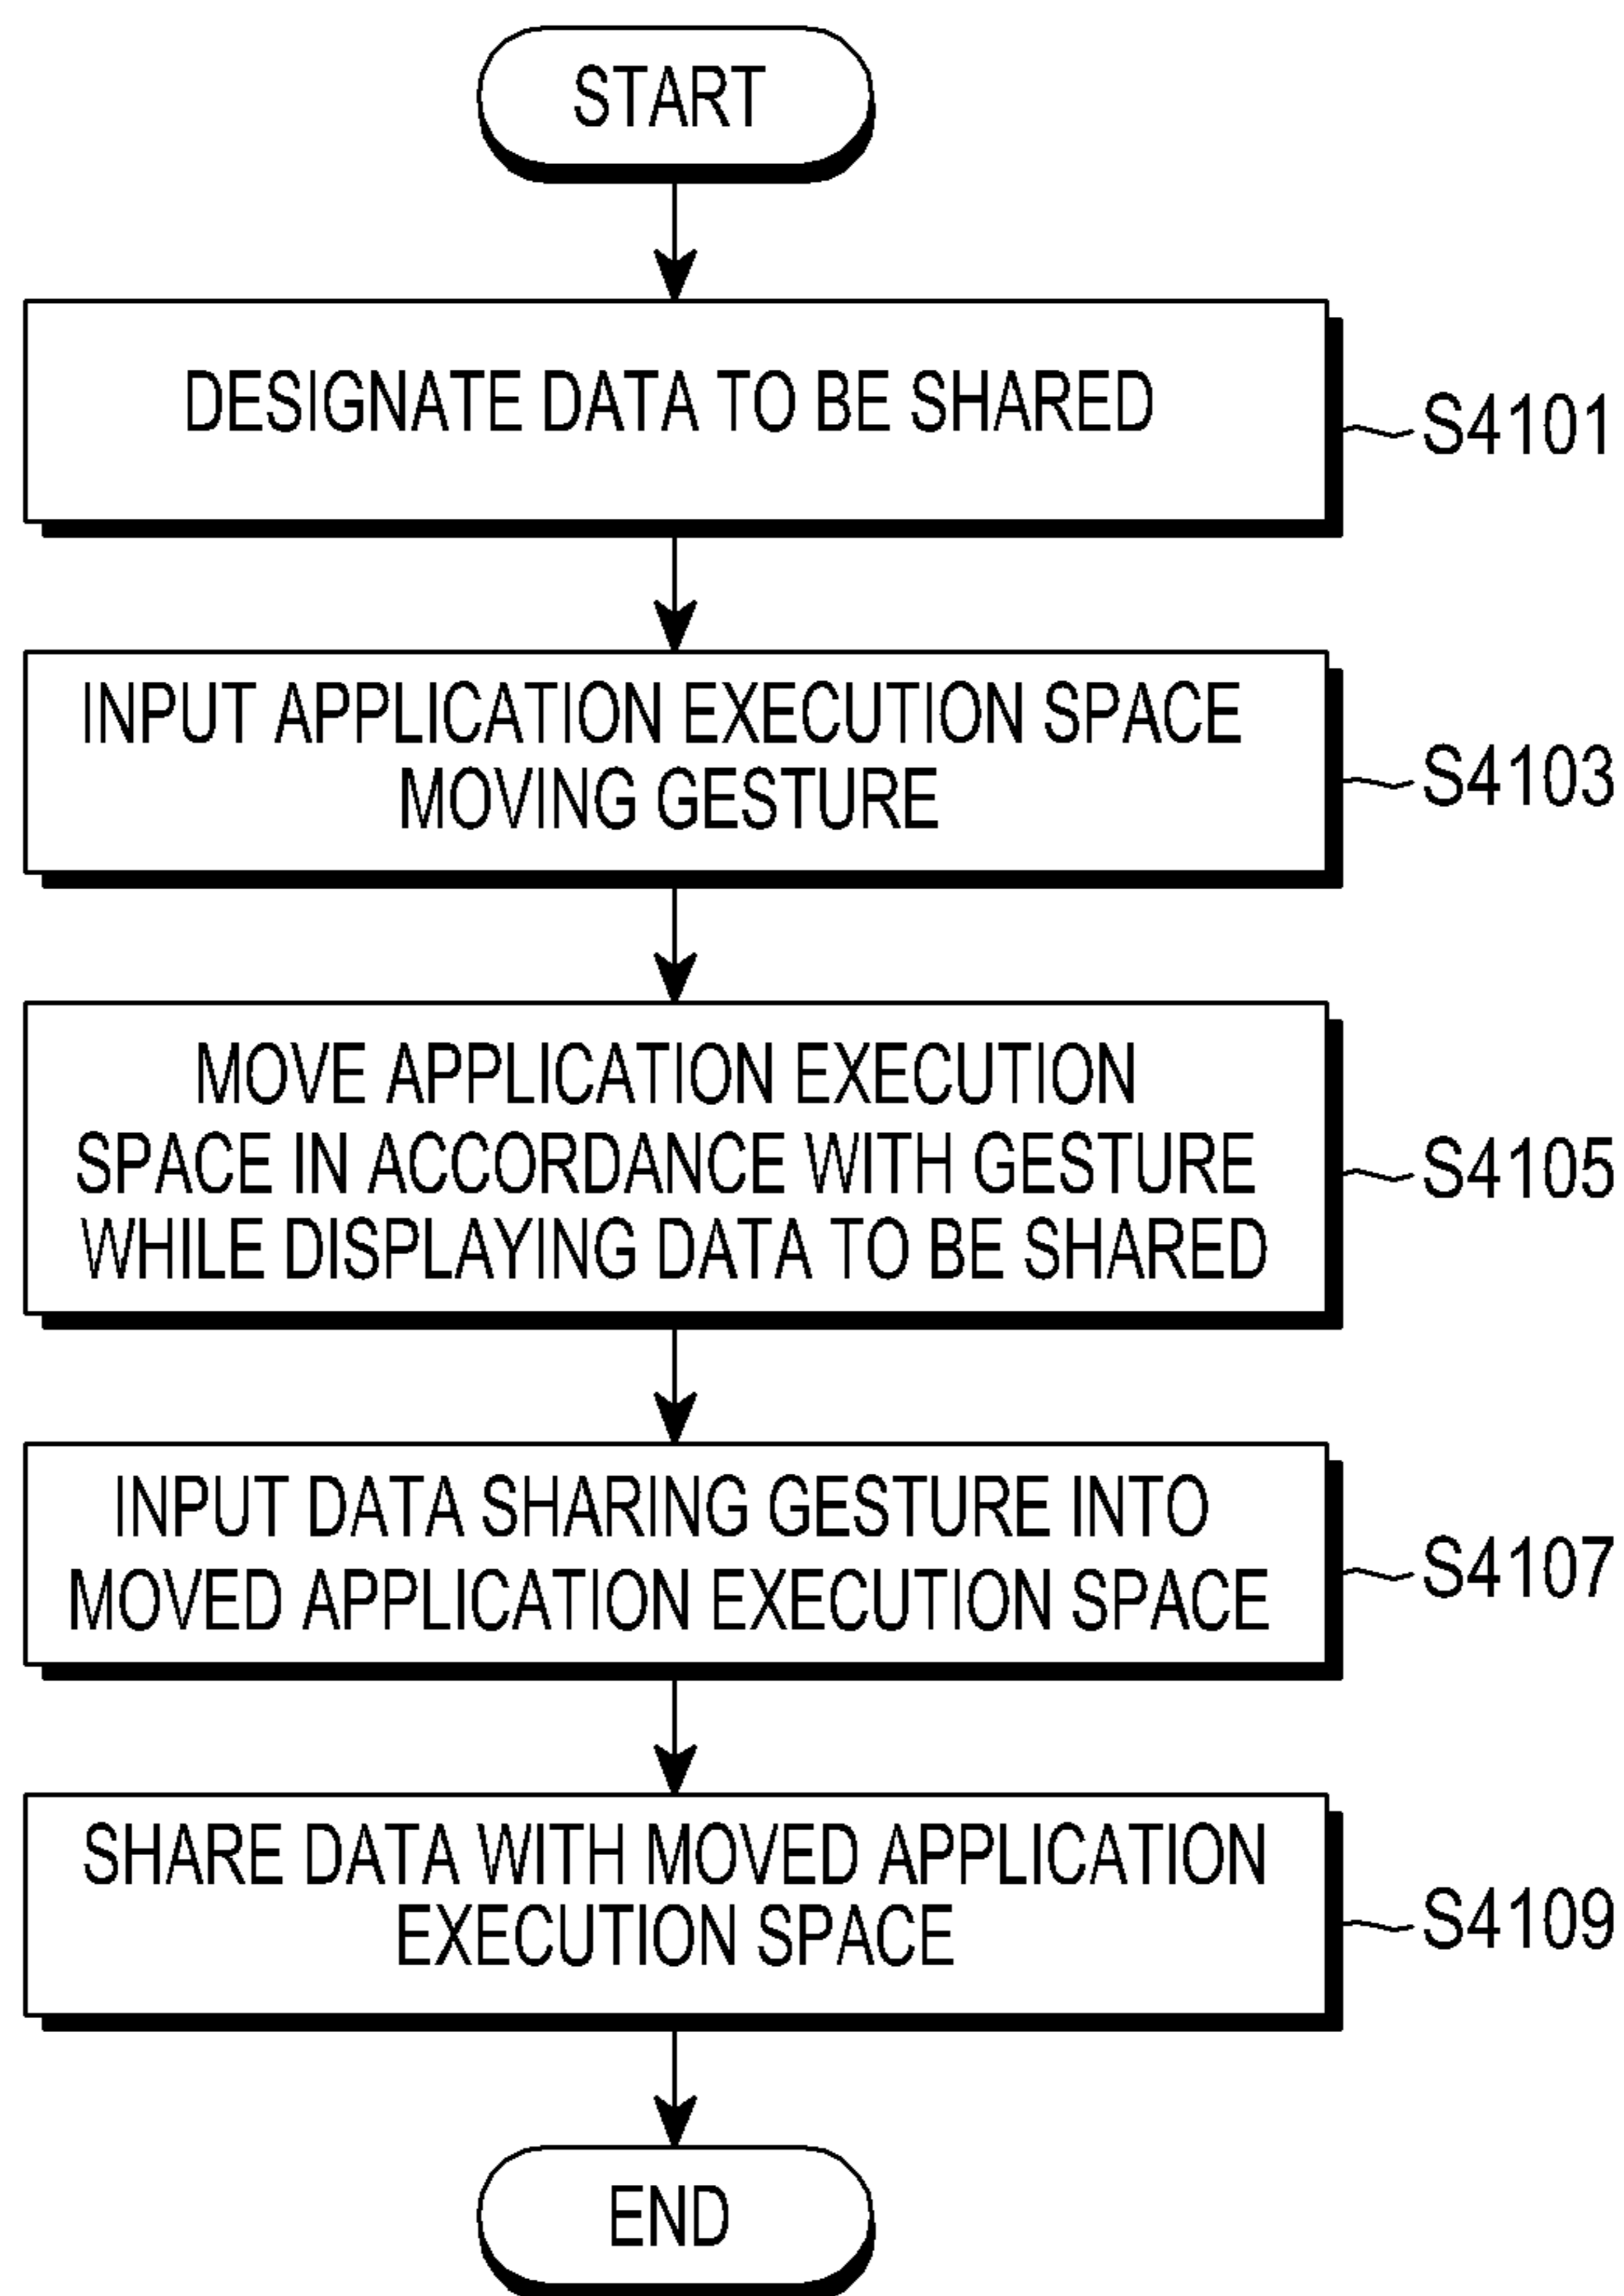 START
DESIGNATE DATA TO BE SHARED
S4101
INPUT APPLICATION EXECUTION SPACE
MOVING GESTURE
S4103
MOVE APPLICATION EXECUTION
SPACE IN ACCORDANCE WITH GESTURE
WHILE DISPLAYING DATA TO BE SHARED
S4105
INPUT DATA SHARING GESTURE INTO
MOVED APPLICATION EXECUTION SPACE
S4107
SHARE DATA WITH MOVED APPLICATION
EXECUTION SPACE
S4109
END